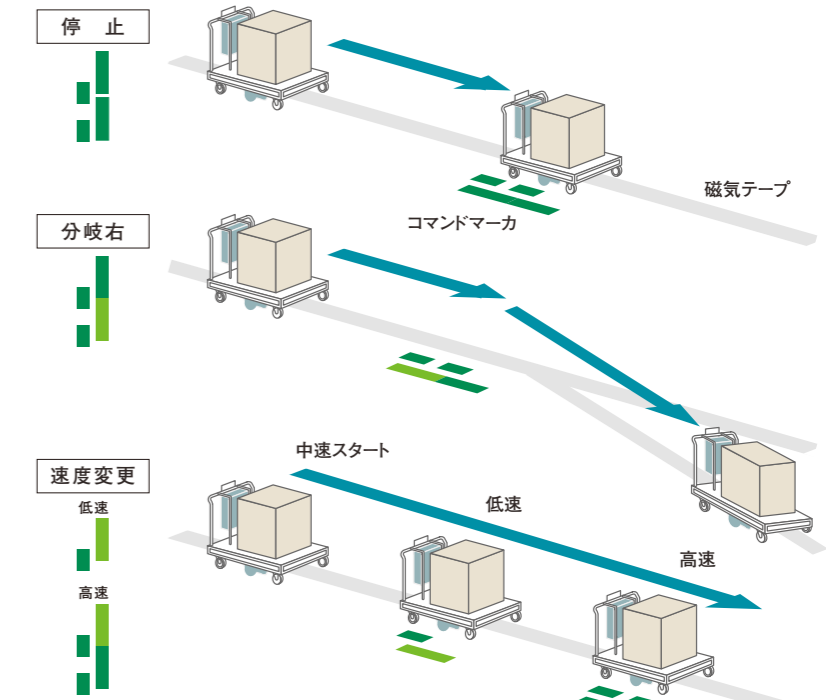 停 止
磁気テープ
コマンドマーカ
分岐右
中速スタート
速度変更
低速
低速
高速
高速